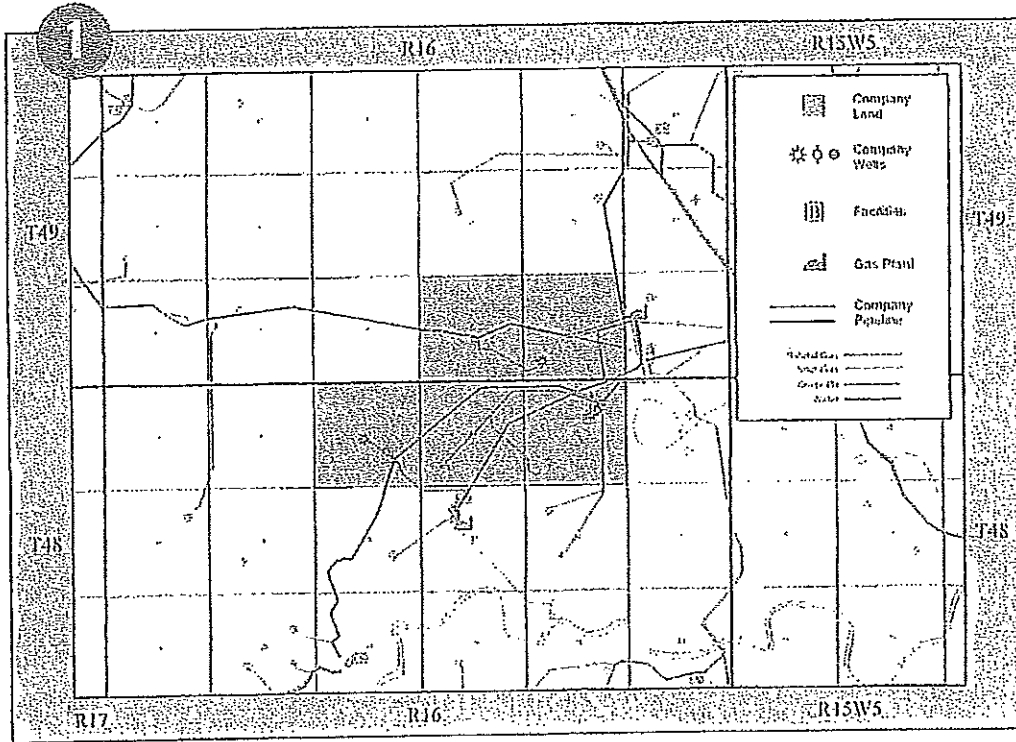 1
R16
R15W5
Company
Land
Company
Wells
Facilities
T49
T49
Gas Plant
Company
Pipeline
Water
T48
T48
R17
R16
R15W5